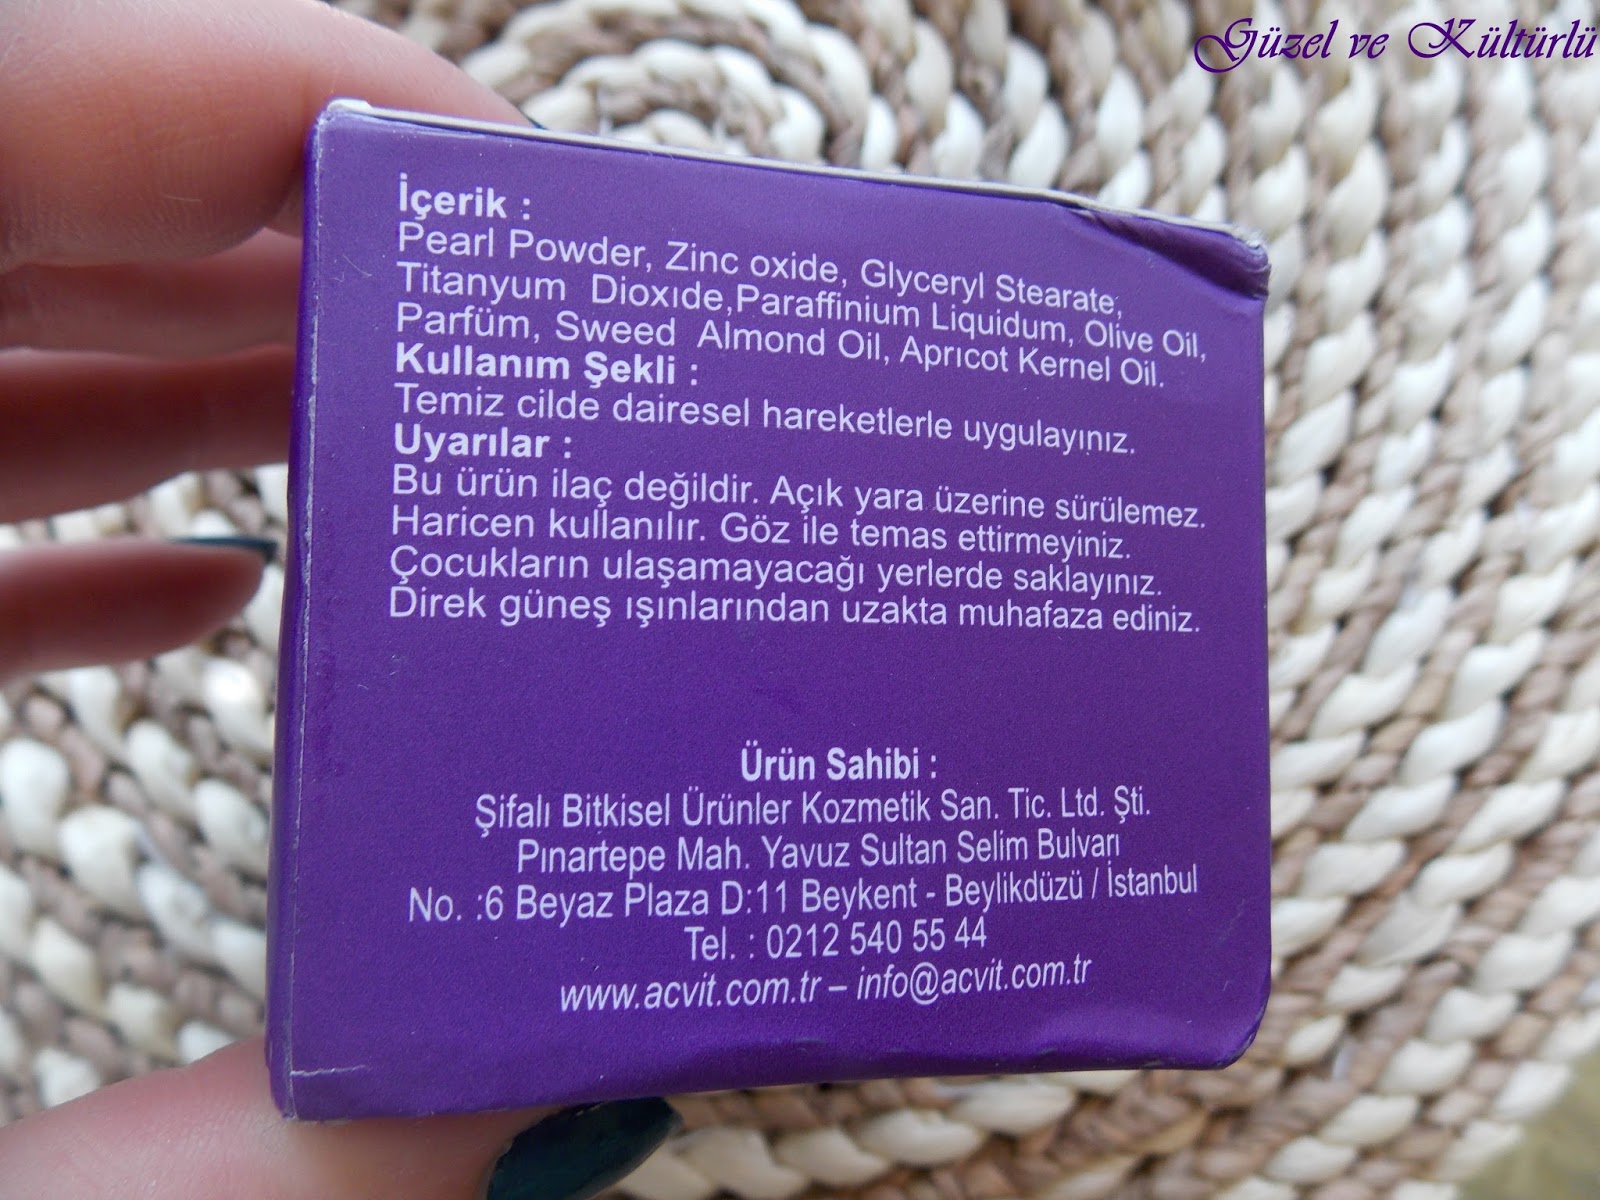 Güzel ve Kültürlü
İçerik :
Pearl Powder, Zinc oxide, Glyceryl Stearate,
Titanyum Dioxıde,Paraffinium Liquidum, Olive Oil,
Parfüm, Sweed Almond Oil, Aprıcot Kernel Oil.
Kullanım Şekli :
Temiz cilde dairesel hareketlerle uygulayınız.
Uyarılar :
Bu ürün ilaç değildir. Açık yara üzerine sürülemez.
Haricen kullanılır. Göz ile temas ettirmeyiniz.
Çocukların ulaşamayacağı yerlerde saklayınız.
Direk güneş ışınlarından uzakta muhafaza ediniz.
Ürün Sahibi :
Şifalı Bitkisel Ürünler Kozmetik San. Tic. Ltd. Şti.
Pınartepe Mah. Yavuz Sultan Selim Bulvarı
No. :6 Beyaz Plaza D:11 Beykent - Beylikdüzü / İstanbul
Tel. : 0212 540 55 44
www.acvit.com.tr – info@acvit.com.tr